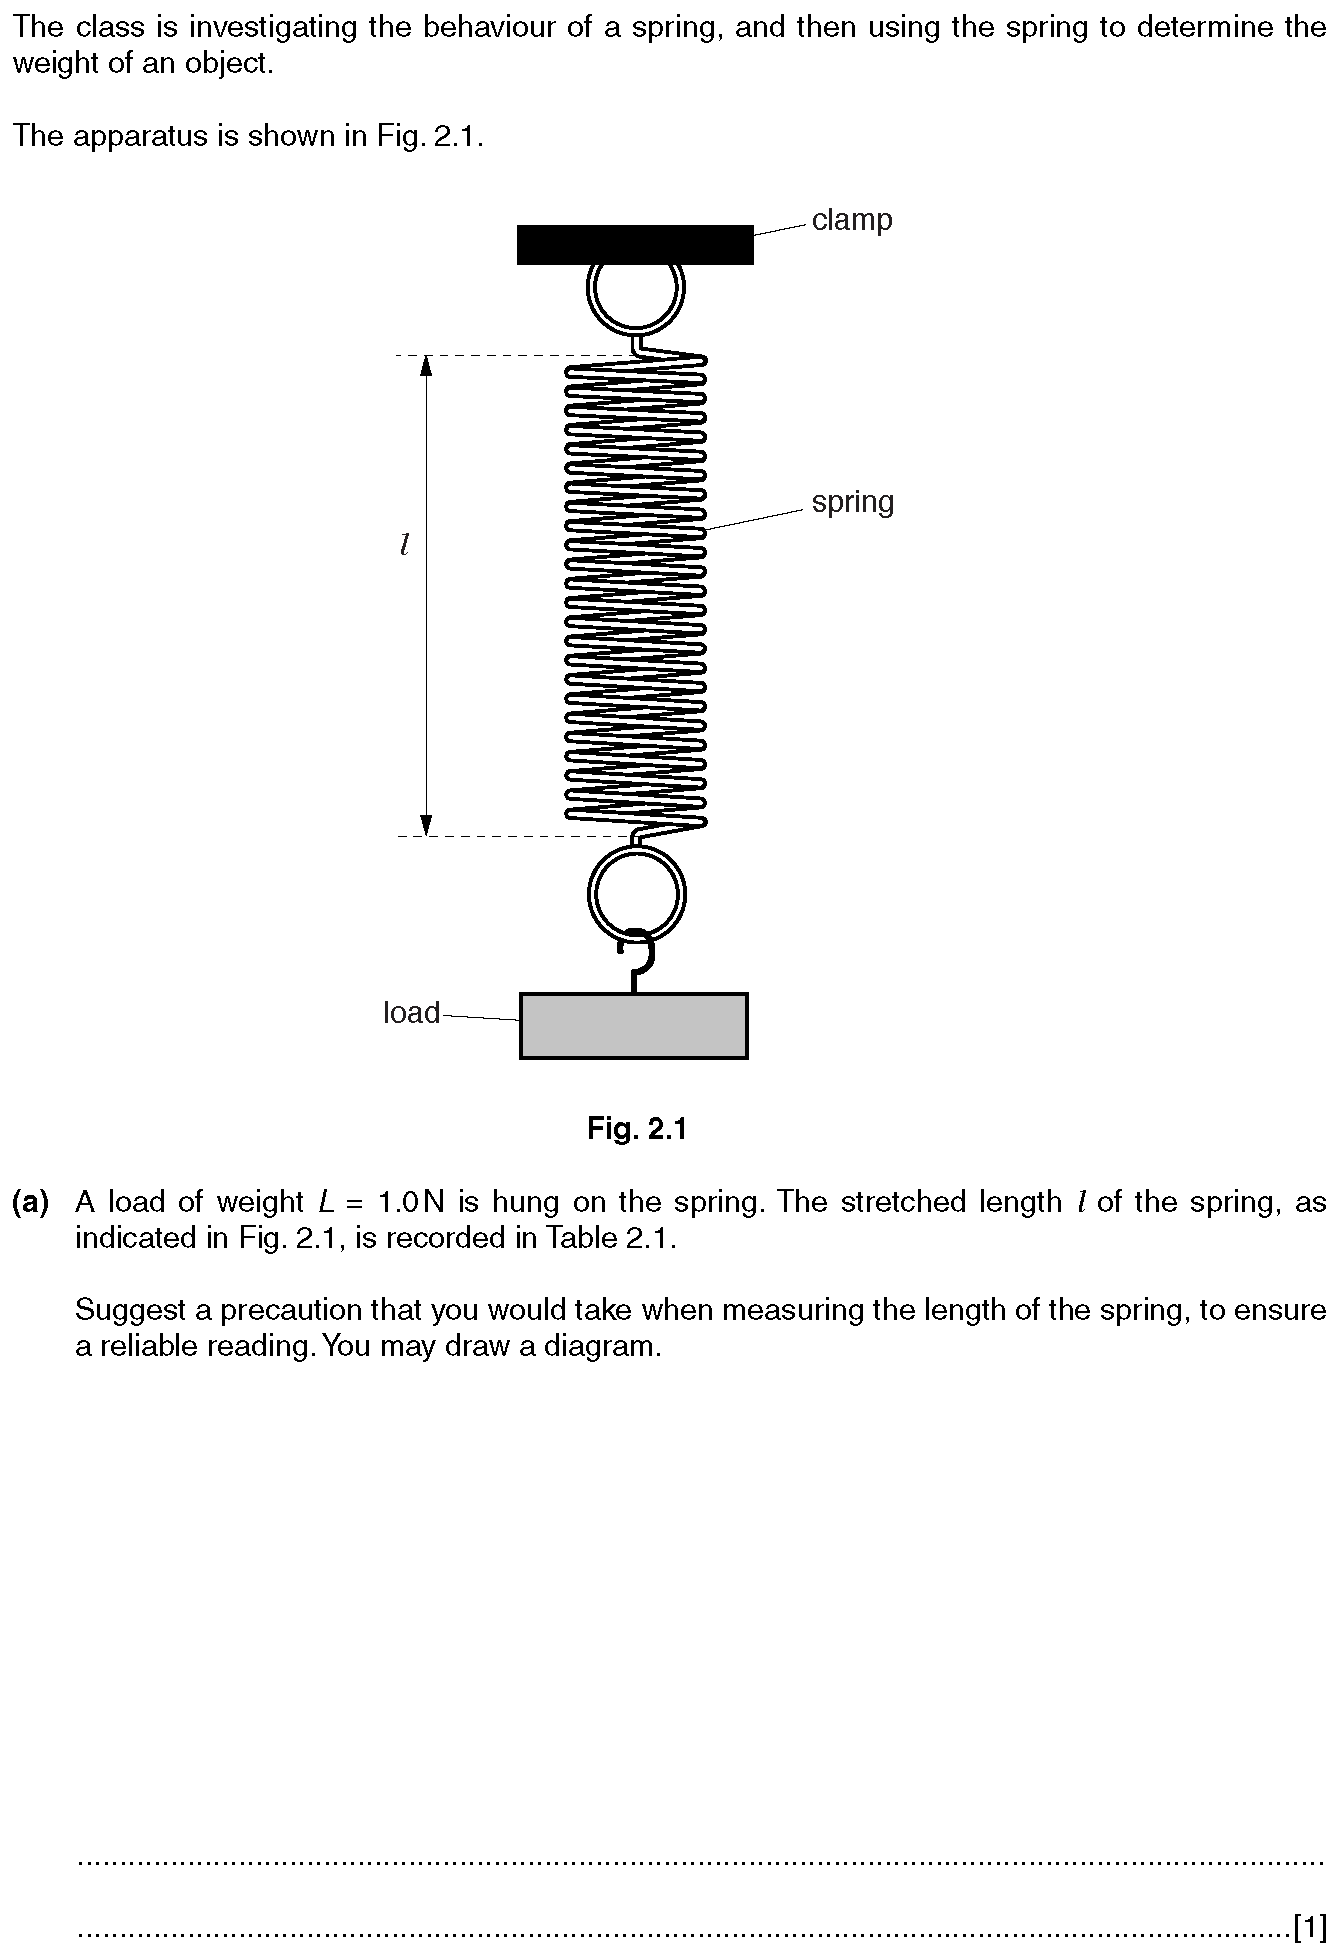 The class is investigating the behaviour of a spring, and then using the spring to determine the
weight of an object.
The apparatus is shown in Fig. 2.1.
clamp
spring
l
load
Fig. 2.1
(a) A load of weight L = 1.0 N is hung on the spring. The stretched length l of the spring, as
indicated in Fig. 2.1, is recorded in Table 2.1.
Suggest a precaution that you would take when measuring the length of the spring, to ensure
a reliable reading. You may draw a diagram.
..........................................................................................................................................
......................................................................................................................................[1]